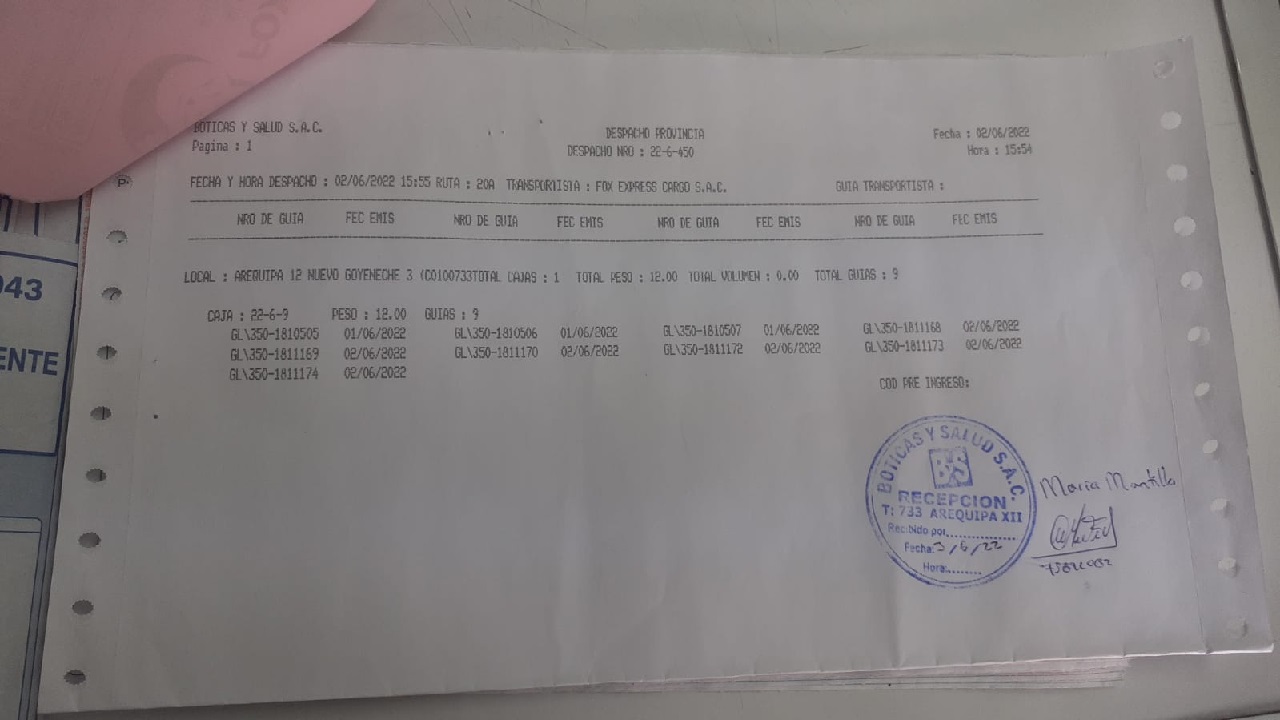 BOTICAS Y SALUD S.A.C.
DESPACHO PROVINCIA
Fecha : 02/06/2022
Pagina : 1
DESPACHO NRO : 22-6-450
Hora : 15:54
FECHA Y HORA DESPACHO : 02/06/2022 15:55 RUTA : 20A TRANSPORTISTA : FOX EXPRESS CARGO S.A.C. GUIA TRANSPORTISTA :
NRO DE GUIA FEC EMIS NRO DE GUIA FEC EMIS NRO DE GUIA FEC EMIS NRO DE GUIA FEC EMIS
LOCAL : AREQUIPA 12 NUEVO GOYENECHE 3 (C0100733TOTAL CAJAS : 1 TOTAL PESO : 12.00 TOTAL VOLUMEN : 0.00 TOTAL GUIAS : 9
CAJA : 22-6-9 PESO : 12.00 GUIAS : 9
GL\350-1810505 01/06/2022 GL\350-1810506 01/06/2022 GL\350-1810507 01/06/2022 GL\350-1811168 02/06/2022
GL\350-1811169 02/06/2022 GL\350-1811170 02/06/2022 GL\350-1811172 02/06/2022 GL\350-1811173 02/06/2022
GL\350-1811174 02/06/2022
COD PRE INGRESO:
BOTICAS Y SALUD S.A.C.
BS
RECEPCION
T: 733 AREQUIPA XII
Recibido por..............
Fecha: 3/6/22
Hora:........
Maria Mantilla
043
ENTE